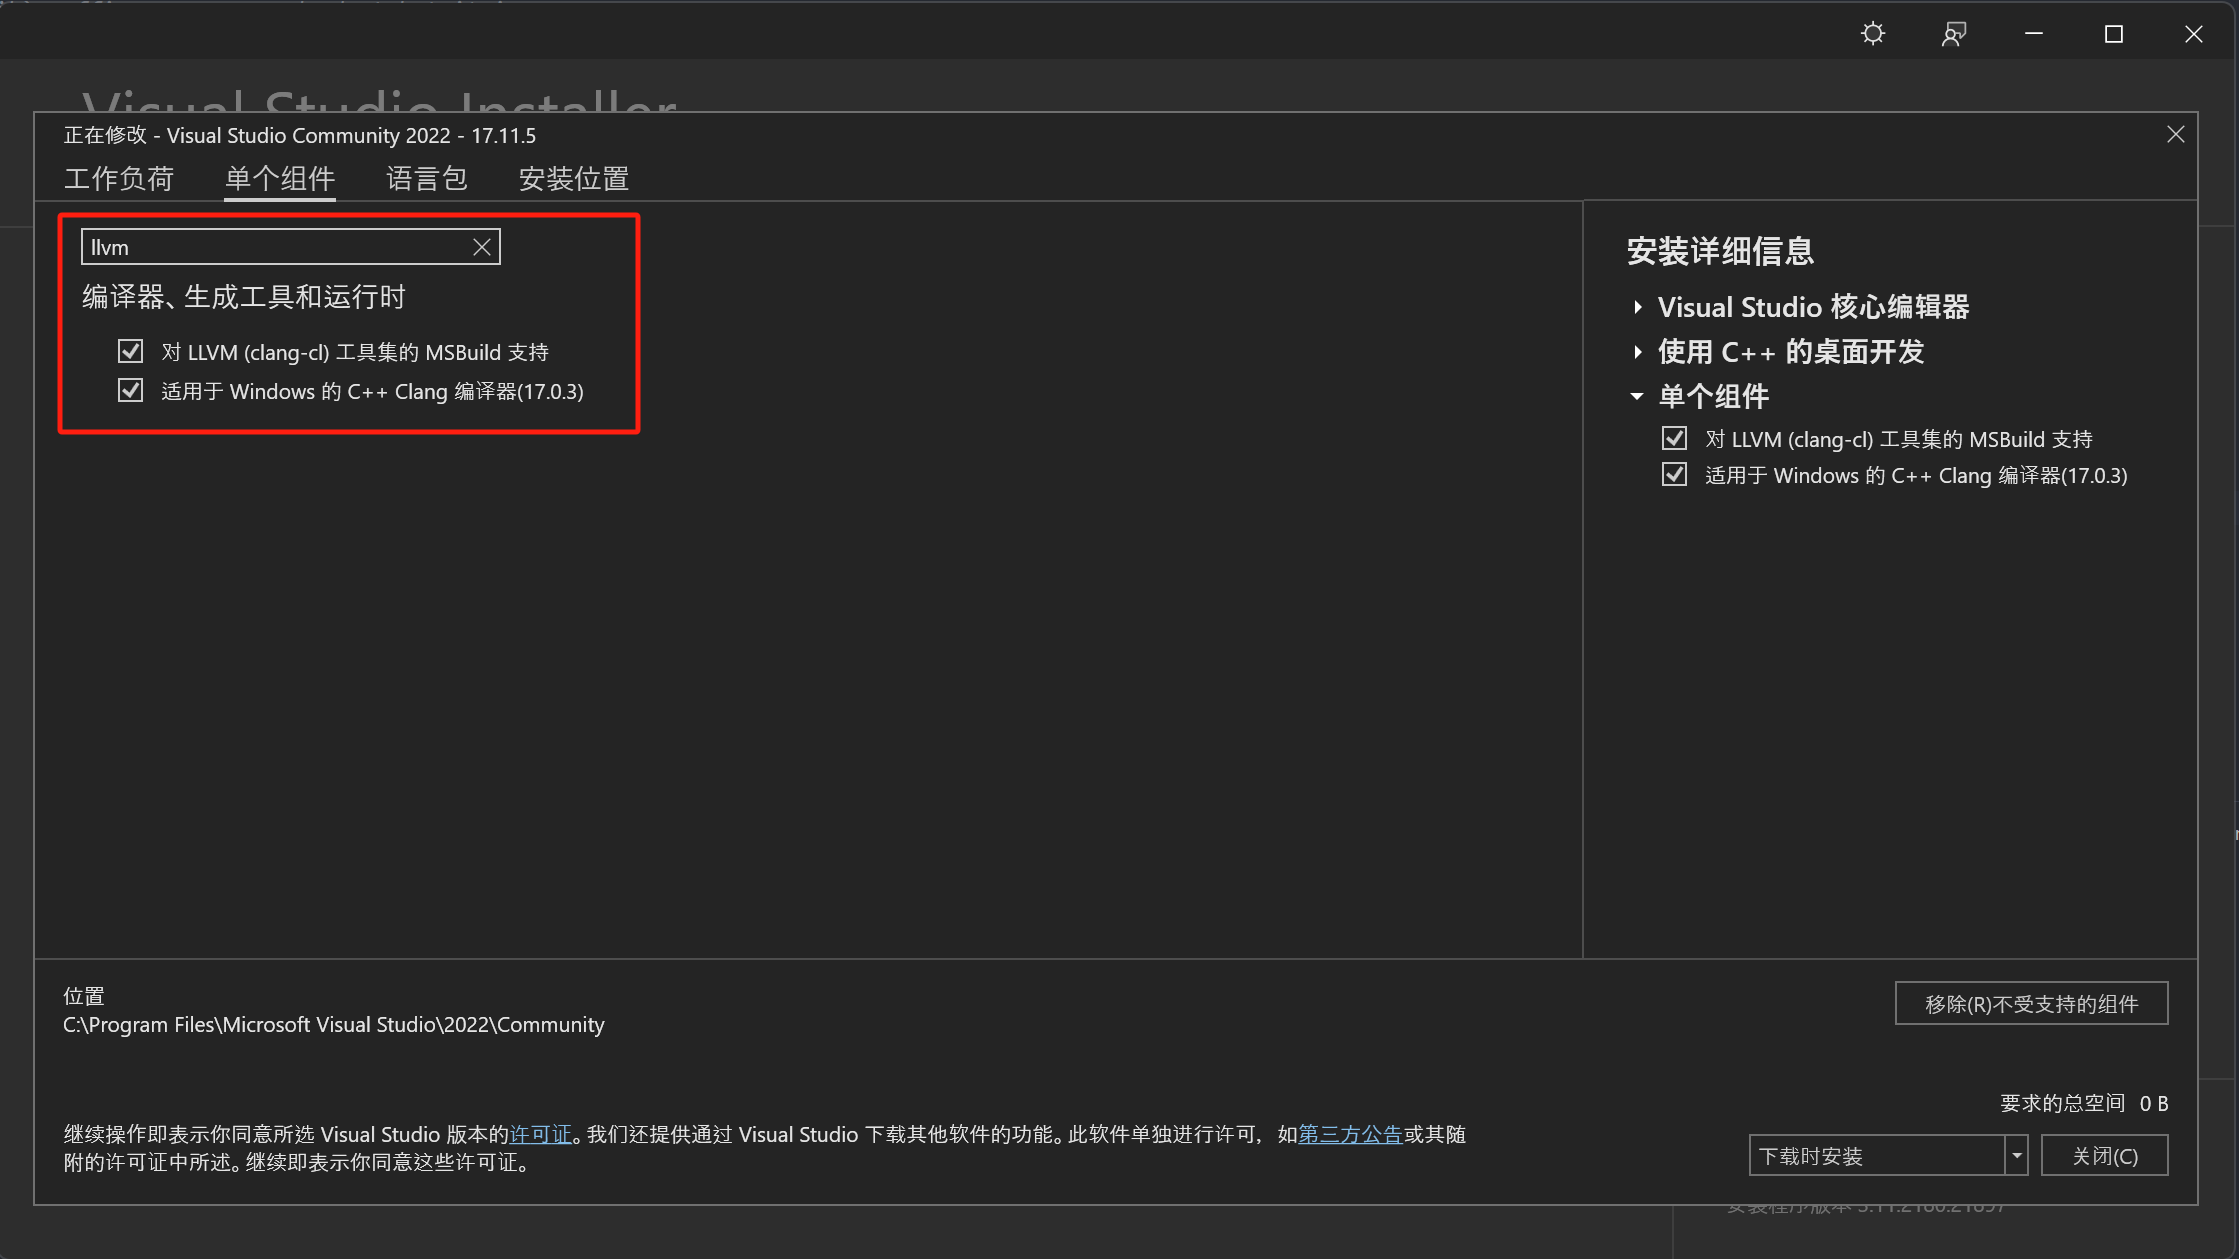 Visual Studio Installer
正在修改 - Visual Studio Community 2022 - 17.11.5
工作负荷 单个组件 语言包 安装位置
llvm
编译器、生成工具和运行时
对 LLVM (clang-cl) 工具集的 MSBuild 支持
适用于 Windows 的 C++ Clang 编译器(17.0.3)
安装详细信息
Visual Studio 核心编辑器
使用 C++ 的桌面开发
单个组件
对 LLVM (clang-cl) 工具集的 MSBuild 支持
适用于 Windows 的 C++ Clang 编译器(17.0.3)
位置
C:\Program Files\Microsoft Visual Studio\2022\Community
移除(R)不受支持的组件
要求的总空间 0 B
继续操作即表示你同意所选 Visual Studio 版本的许可证。我们还提供通过 Visual Studio 下载其他软件的功能。此软件单独进行许可，如第三方公告或其随
附的许可证中所述。继续即表示你同意这些许可证。
下载时安装
关闭(C)